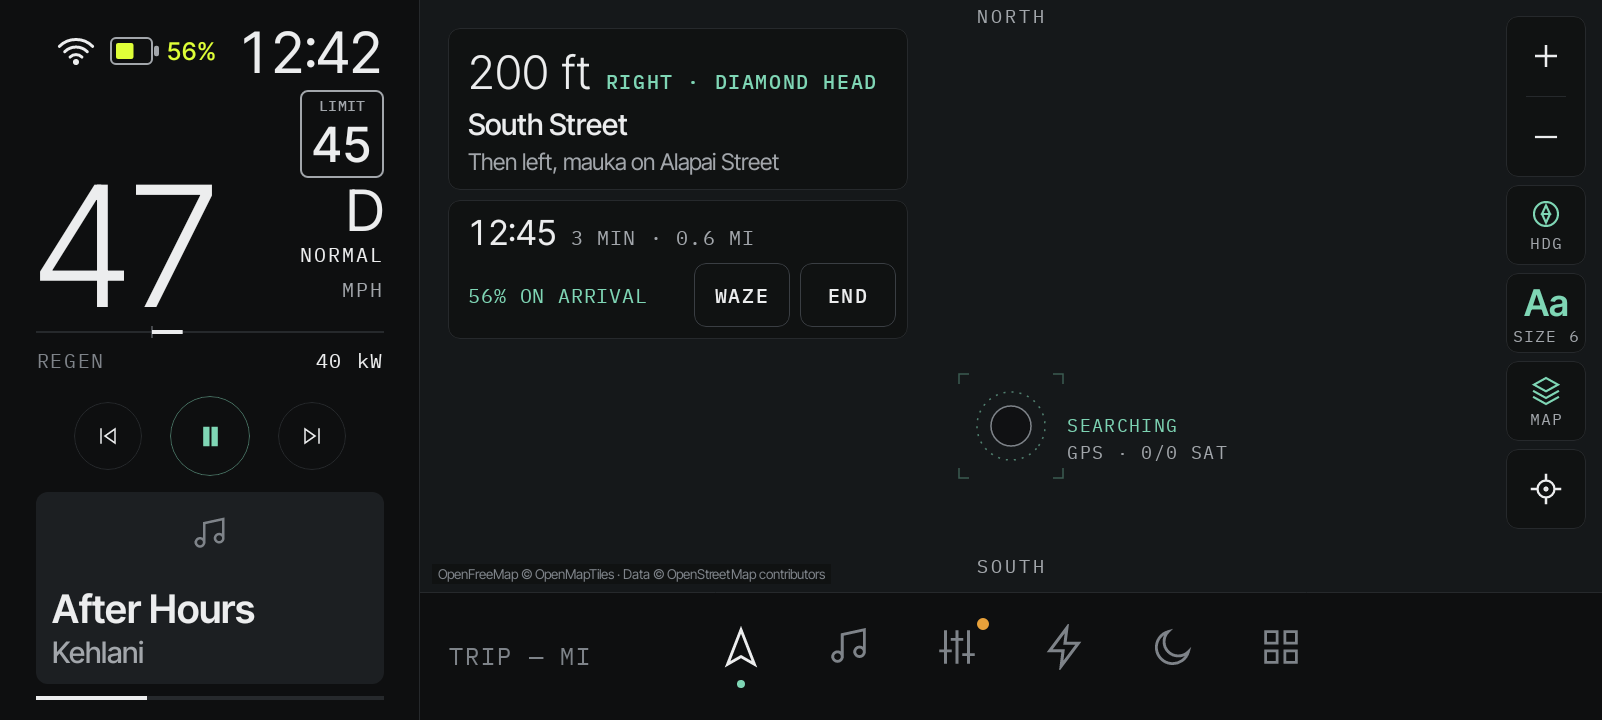 56% 12:42
LIMIT
45
47
D
NORMAL
MPH
REGEN 40 kW
After Hours
Kehlani
NORTH
200 ft RIGHT · DIAMOND HEAD
South Street
Then left, mauka on Alapai Street
12:45 3 MIN · 0.6 MI
56% ON ARRIVAL WAZE END
SEARCHING
GPS · 0/0 SAT
SOUTH
OpenFreeMap © OpenMapTiles · Data © OpenStreetMap contributors
+
−
HDG
Aa
SIZE 6
MAP
TRIP — MI